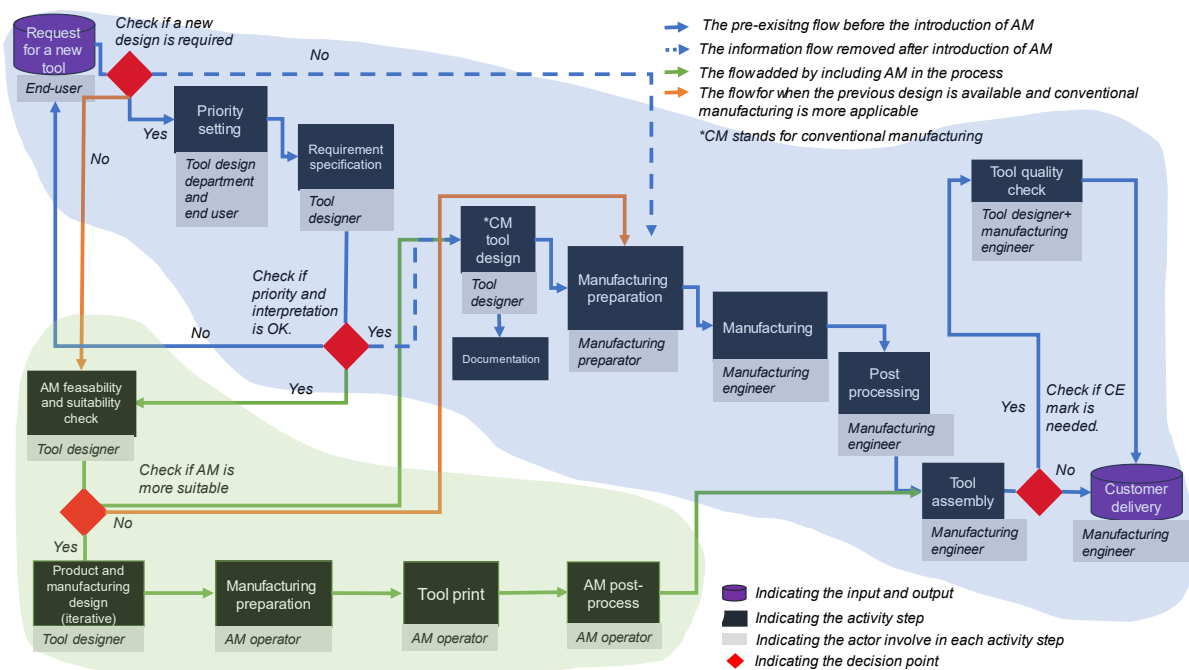 Request
for a new
tool
End-user
Check if a new
design is required
No
The pre-exisitng flow before the introduction of AM
The information flow removed after introduction of AM
The flowadded by including AM in the process
The flowfor when the previous design is available and conventional
manufacturing is more applicable
*CM stands for conventional manufacturing
Yes
No
Priority
setting
Tool design
department
and
end user
Requirement
specification
Tool
designer
*CM
tool
design
Tool
designer
Documentation
Manufacturing
preparation
Manufacturing
preparator
Manufacturing
Manufacturing
engineer
Post
processing
Manufacturing
engineer
Tool quality
check
Tool designer+
manufacturing
engineer
Check if
priority and
interpretation
is OK.
No
Yes
Yes
Yes
Check if CE
mark is
needed.
No
Tool
assembly
Manufacturing
engineer
Customer
delivery
Manufacturing
engineer
AM feasability
and suitability
check
Tool designer
Check if AM is
more suitable
No
Yes
Product and
manufacturing
design
(iterative)
Tool designer
Manufacturing
preparation
AM operator
Tool print
AM operator
AM post-
process
AM operator
Indicating the input and output
Indicating the activity step
Indicating the actor involve in each activity step
Indicating the decision point